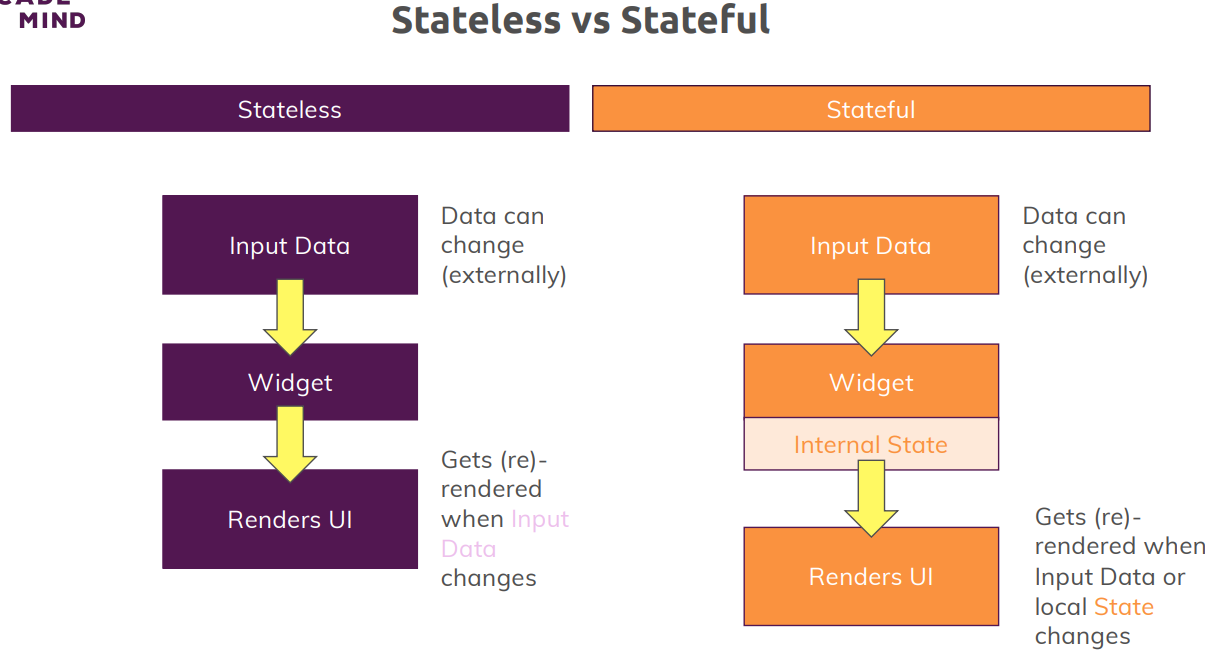 MIND
Stateless vs Stateful
Stateless
Stateful
Input Data
Data can
change
(externally)
Widget
Renders UI
Gets (re)-
rendered
when Input
Data
changes
Input Data
Data can
change
(externally)
Widget
Internal State
Renders UI
Gets (re)-
rendered when
Input Data or
local State
changes